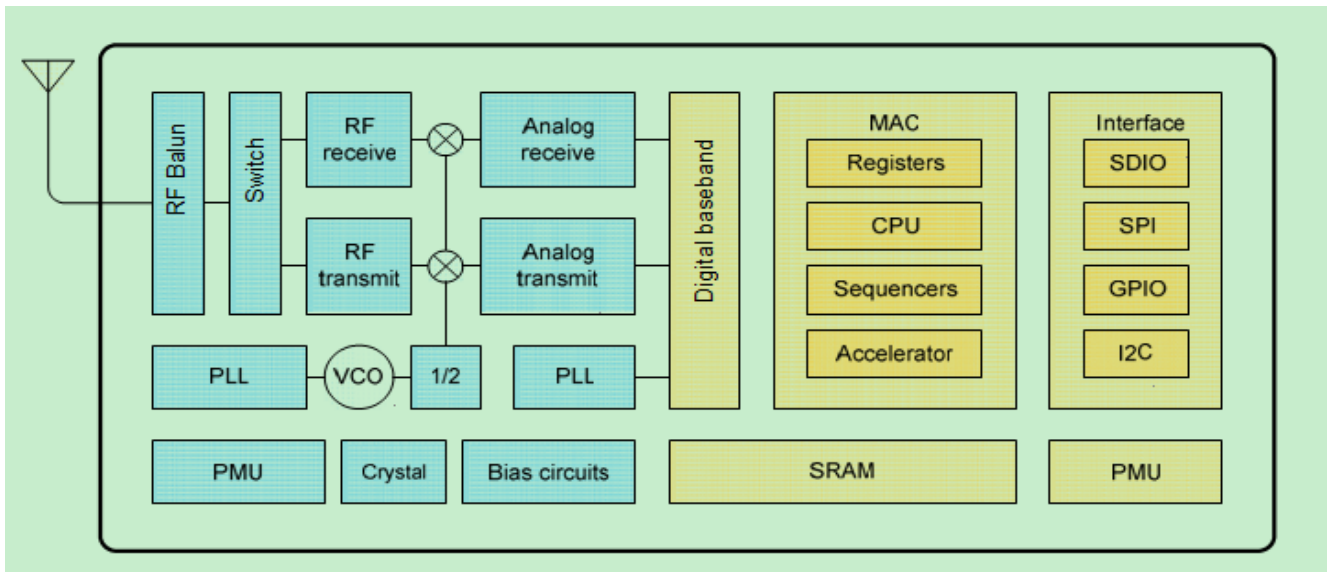 RF Balun
Switch
RF
receive
Analog
receive
RF
transmit
Analog
transmit
Digital baseband
MAC
Registers
CPU
Sequencers
Accelerator
Interface
SDIO
SPI
GPIO
I2C
PLL
VCO
1/2
PLL
PMU
Crystal
Bias circuits
SRAM
PMU